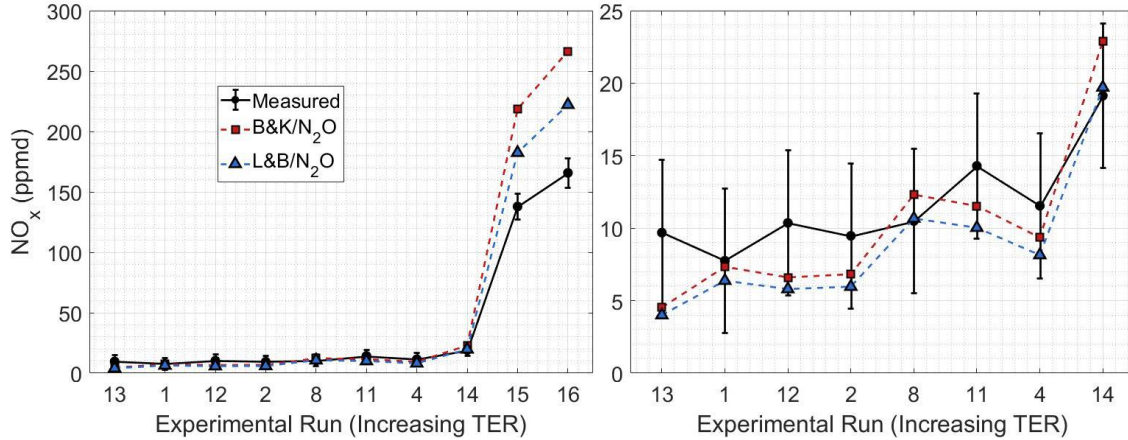 300
250
200
150
100
50
0
NOx (ppmd)
Measured
B&K/N2O
L&B/N2O
13 1 12 2 8 11 4 14 15 16
Experimental Run (Increasing TER)
25
20
15
10
5
0
13 1 12 2 8 11 4 14
Experimental Run (Increasing TER)